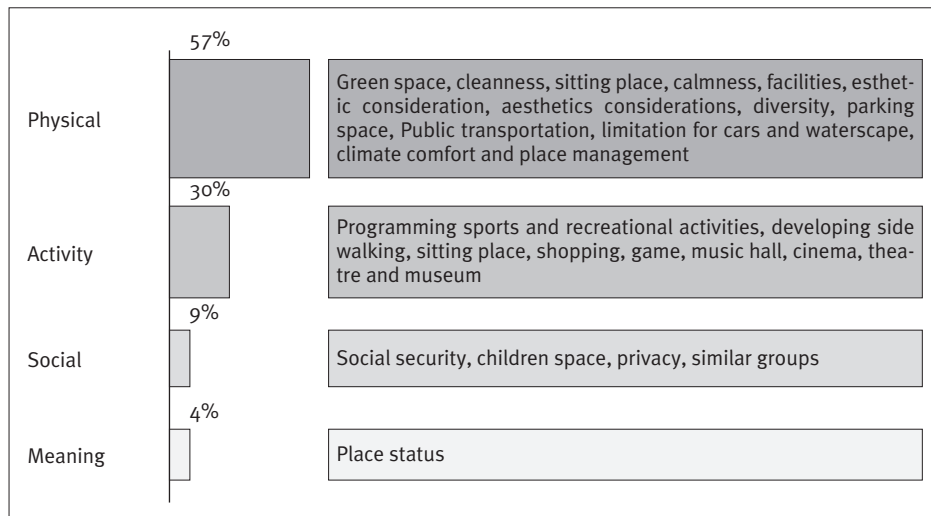 57%
Physical
Green space, cleanness, sitting place, calmness, facilities, esthet-
ic consideration, aesthetics considerations, diversity, parking
space, Public transportation, limitation for cars and waterscape,
climate comfort and place management
30%
Activity
Programming sports and recreational activities, developing side
walking, sitting place, shopping, game, music hall, cinema, thea-
tre and museum
9%
Social
Social security, children space, privacy, similar groups
4%
Meaning
Place status